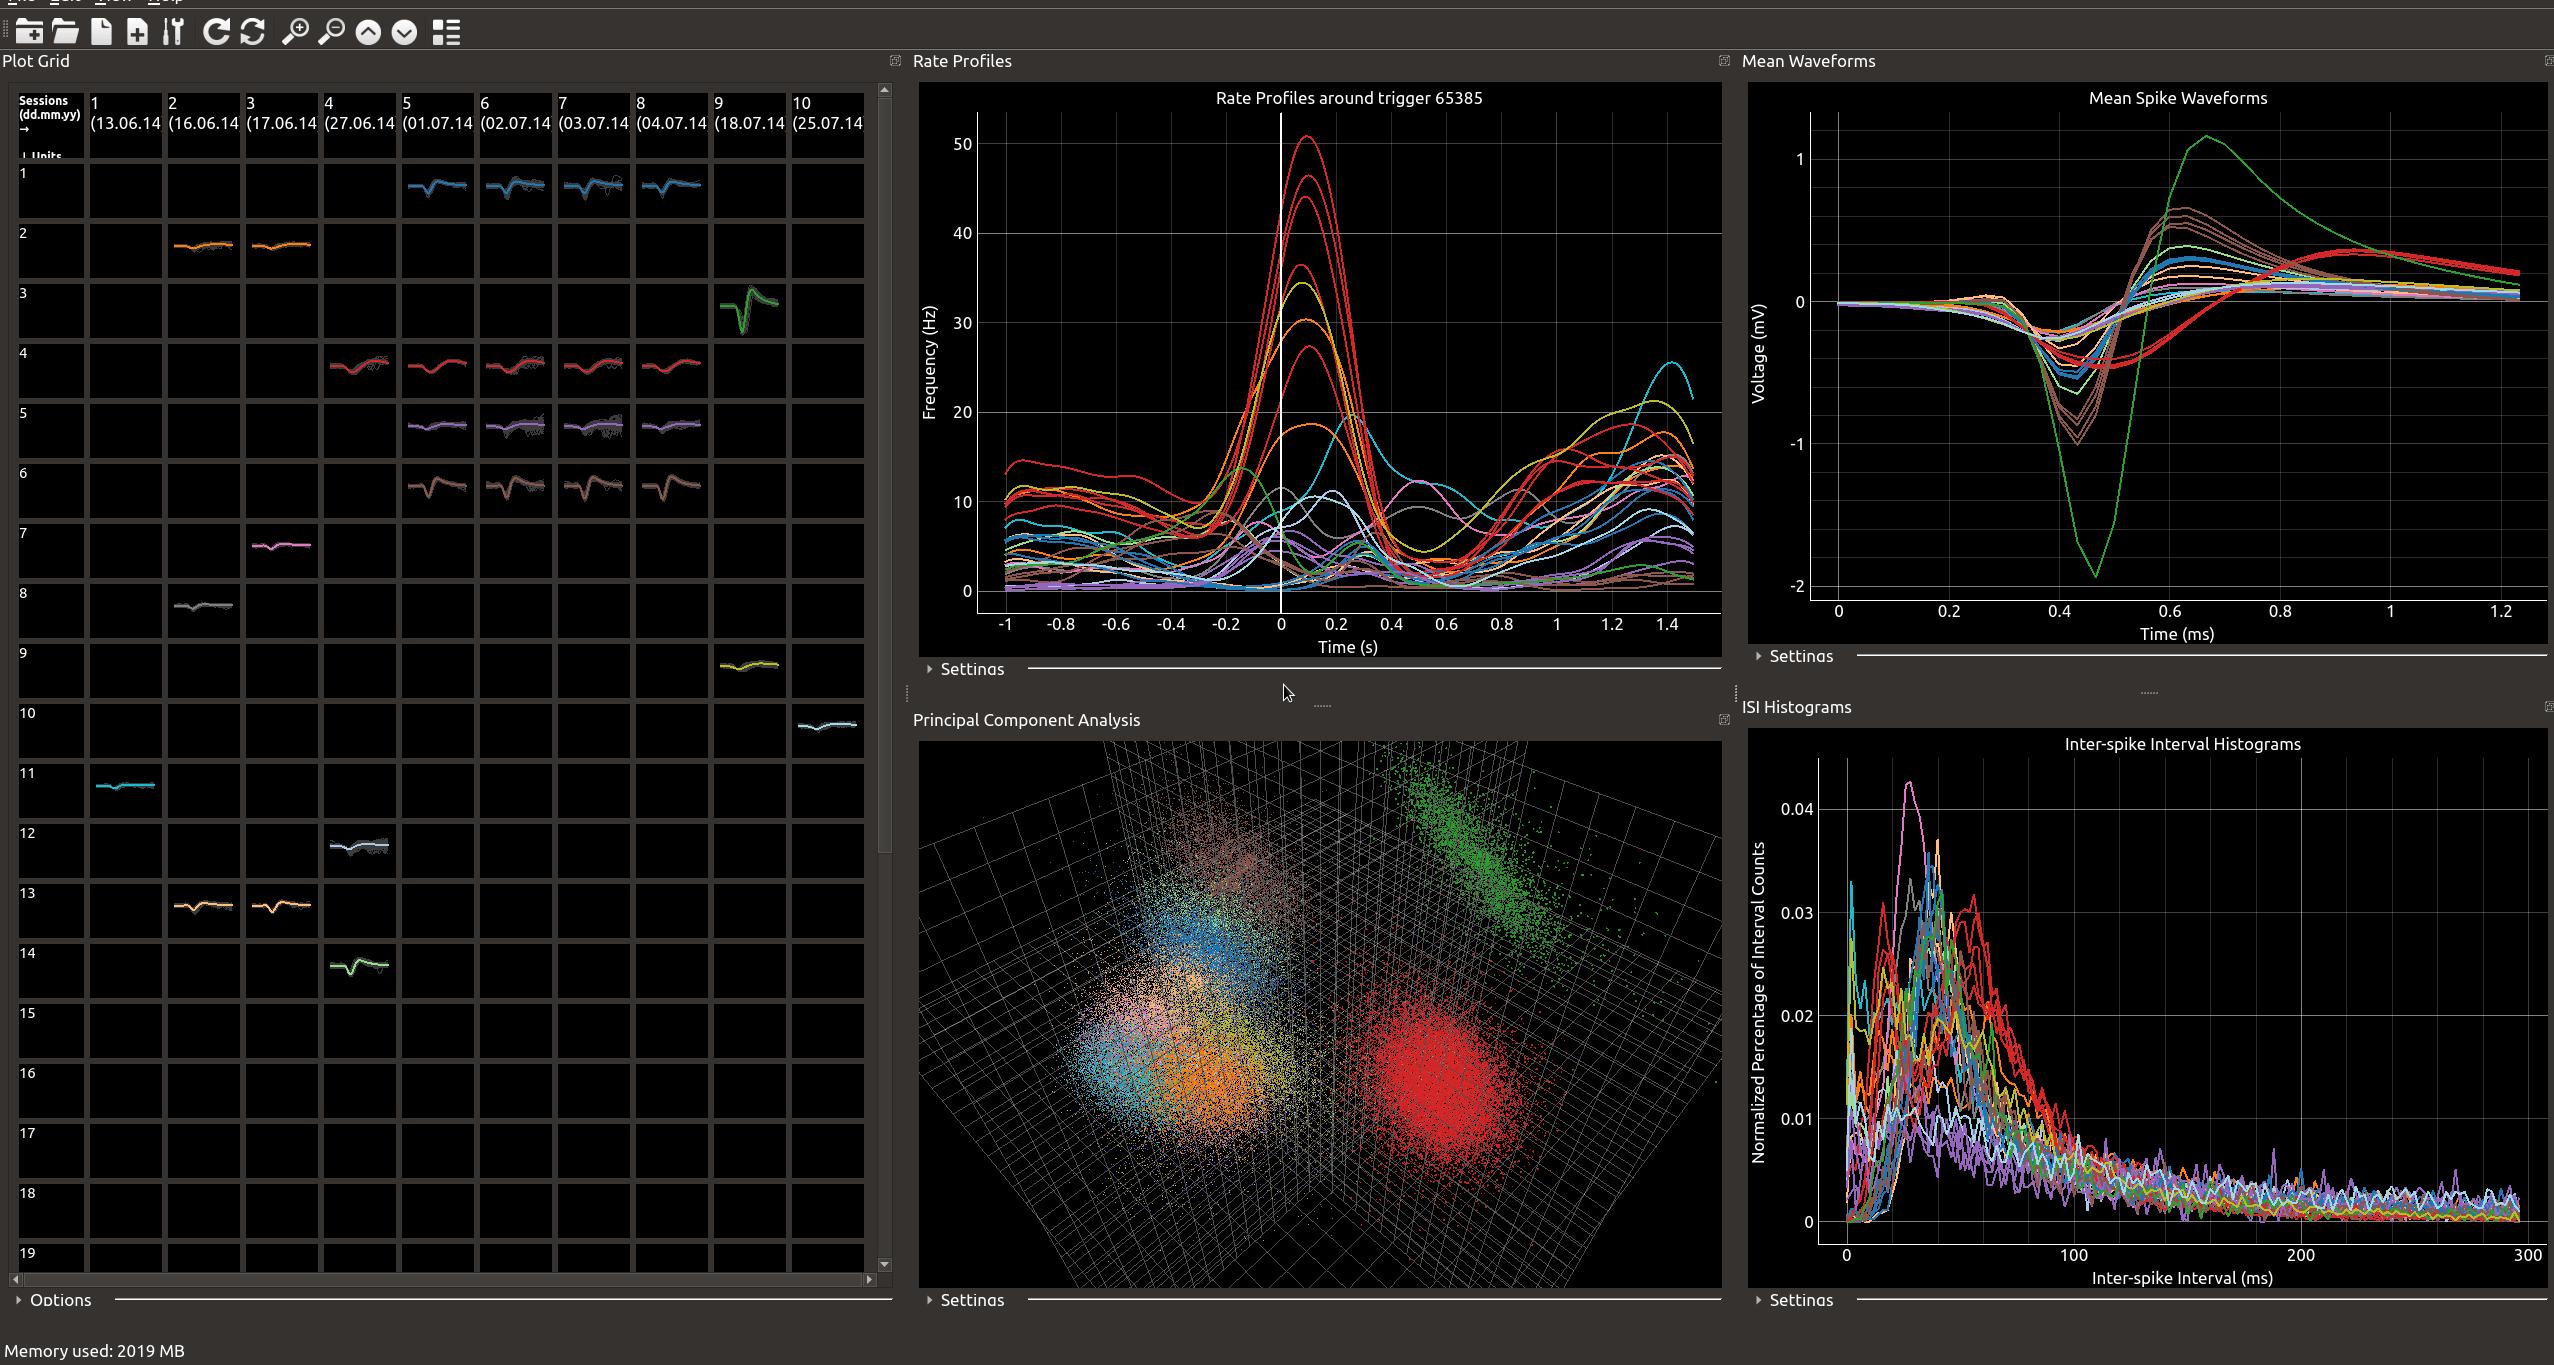 Plot Grid
Sessions
(dd.mm.yy)
→
↓ Units
1
(13.06.14
2
(16.06.14
3
(17.06.14
4
(27.06.14
5
(01.07.14
6
(02.07.14
7
(03.07.14
8
(04.07.14
9
(18.07.14
10
(25.07.14
1
2
3
4
5
6
7
8
9
10
11
12
13
14
15
16
17
18
19
Options
Memory used: 2019 MB
Rate Profiles
Rate Profiles around trigger 65385
Frequency (Hz)
50
40
30
20
10
0
-1 -0.8 -0.6 -0.4 -0.2 0 0.2 0.4 0.6 0.8 1 1.2 1.4
Time (s)
Settings
Mean Waveforms
Mean Spike Waveforms
Voltage (mV)
1
0
-1
-2
0 0.2 0.4 0.6 0.8 1 1.2
Time (ms)
Settings
Principal Component Analysis
Settings
ISI Histograms
Inter-spike Interval Histograms
Normalized Percentage of Interval Counts
0.04
0.03
0.02
0.01
0
0 100 200 300
Inter-spike Interval (ms)
Settings